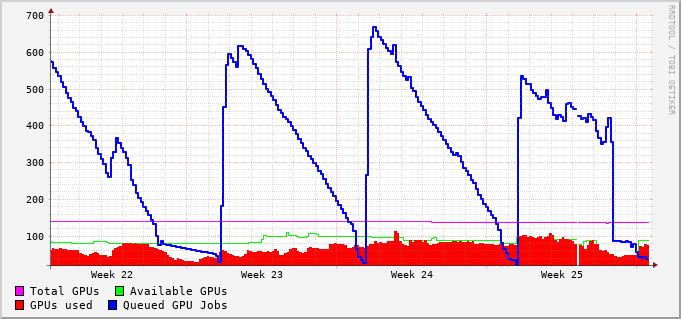 700
600
500
400
300
200
100
Week 22 Week 23 Week 24 Week 25
Total GPUs Available GPUs
GPUs used Queued GPU Jobs
RRDTOOL / TOBI OETIKER